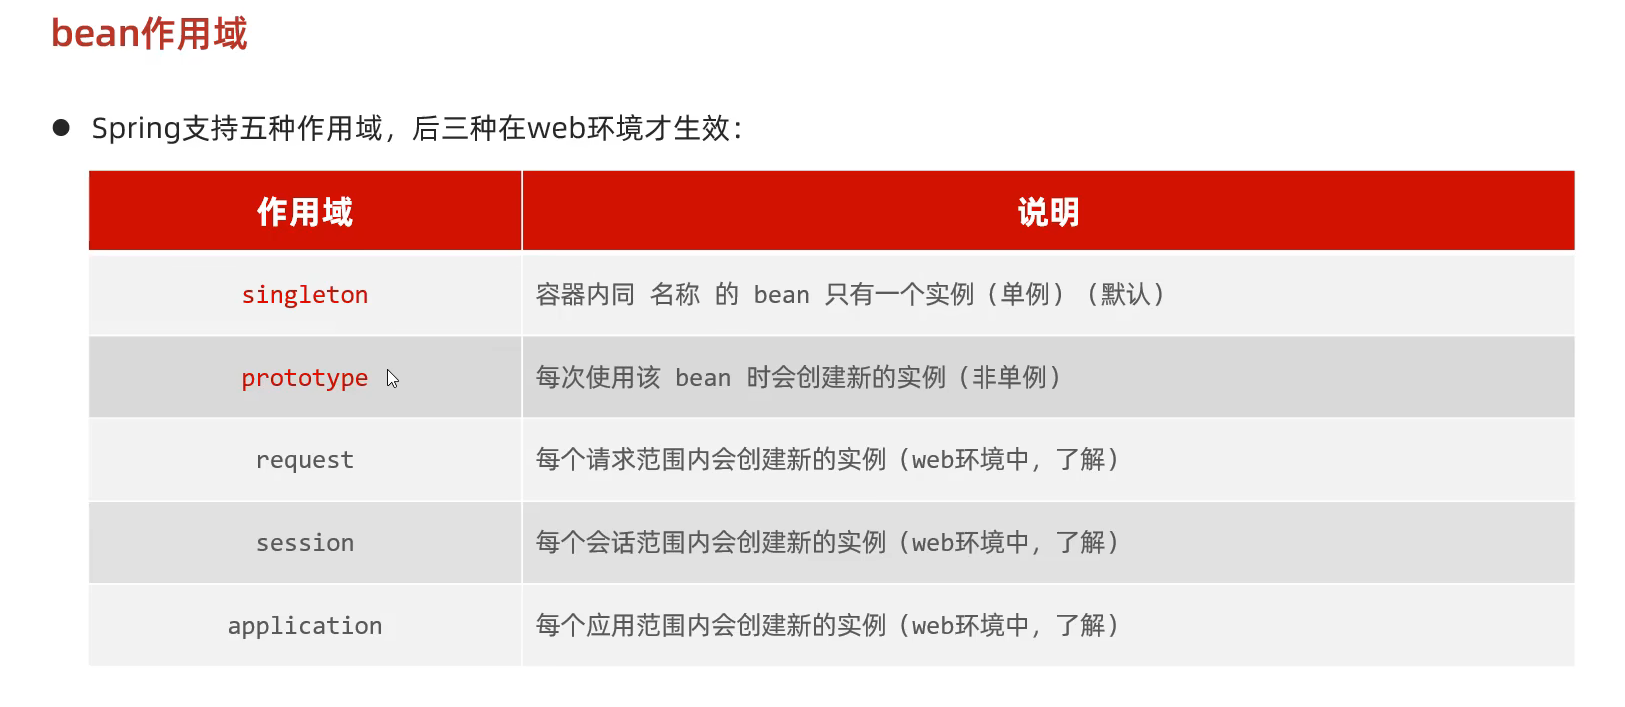 bean作用域
● Spring支持五种作用域，后三种在web环境才生效：
作用域 说明
singleton 容器内同 名称 的 bean 只有一个实例（单例）（默认）
prototype 每次使用该 bean 时会创建新的实例（非单例）
request 每个请求范围内会创建新的实例（web环境中，了解）
session 每个会话范围内会创建新的实例（web环境中，了解）
application 每个应用范围内会创建新的实例（web环境中，了解）